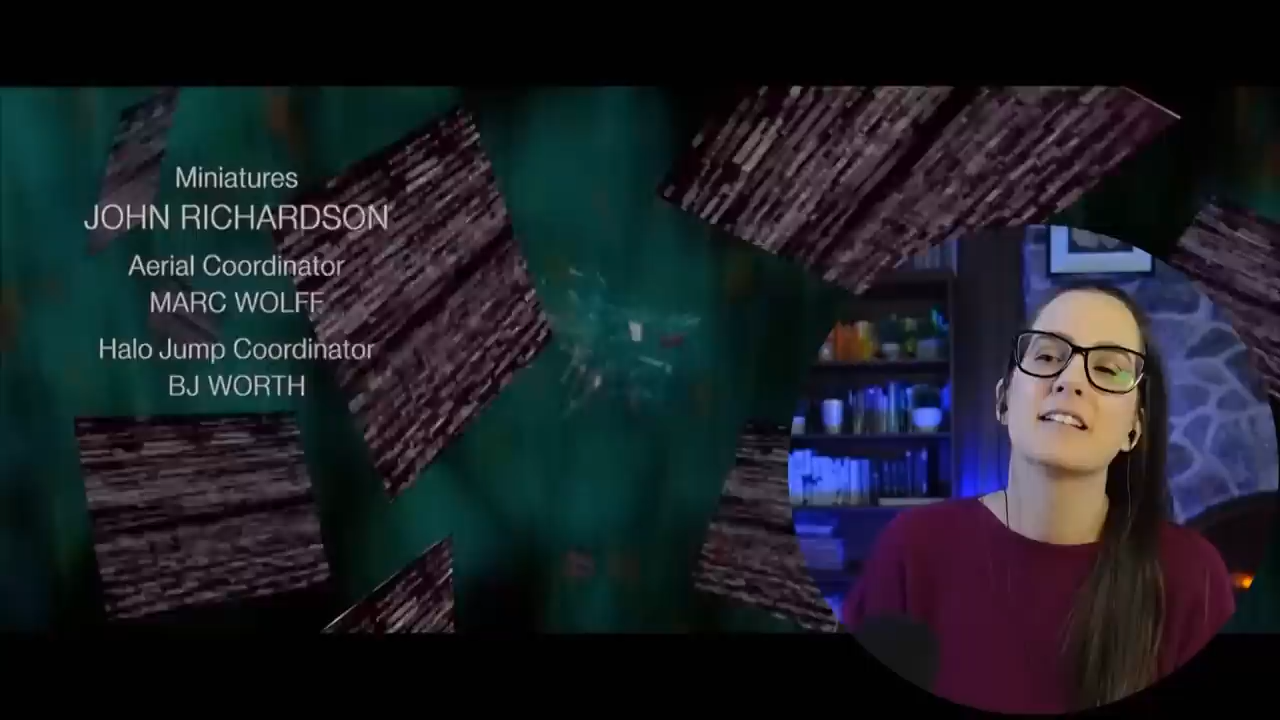 Miniatures
JOHN RICHARDSON
Aerial Coordinator
MARC WOLFF
Halo Jump Coordinator
BJ WORTH